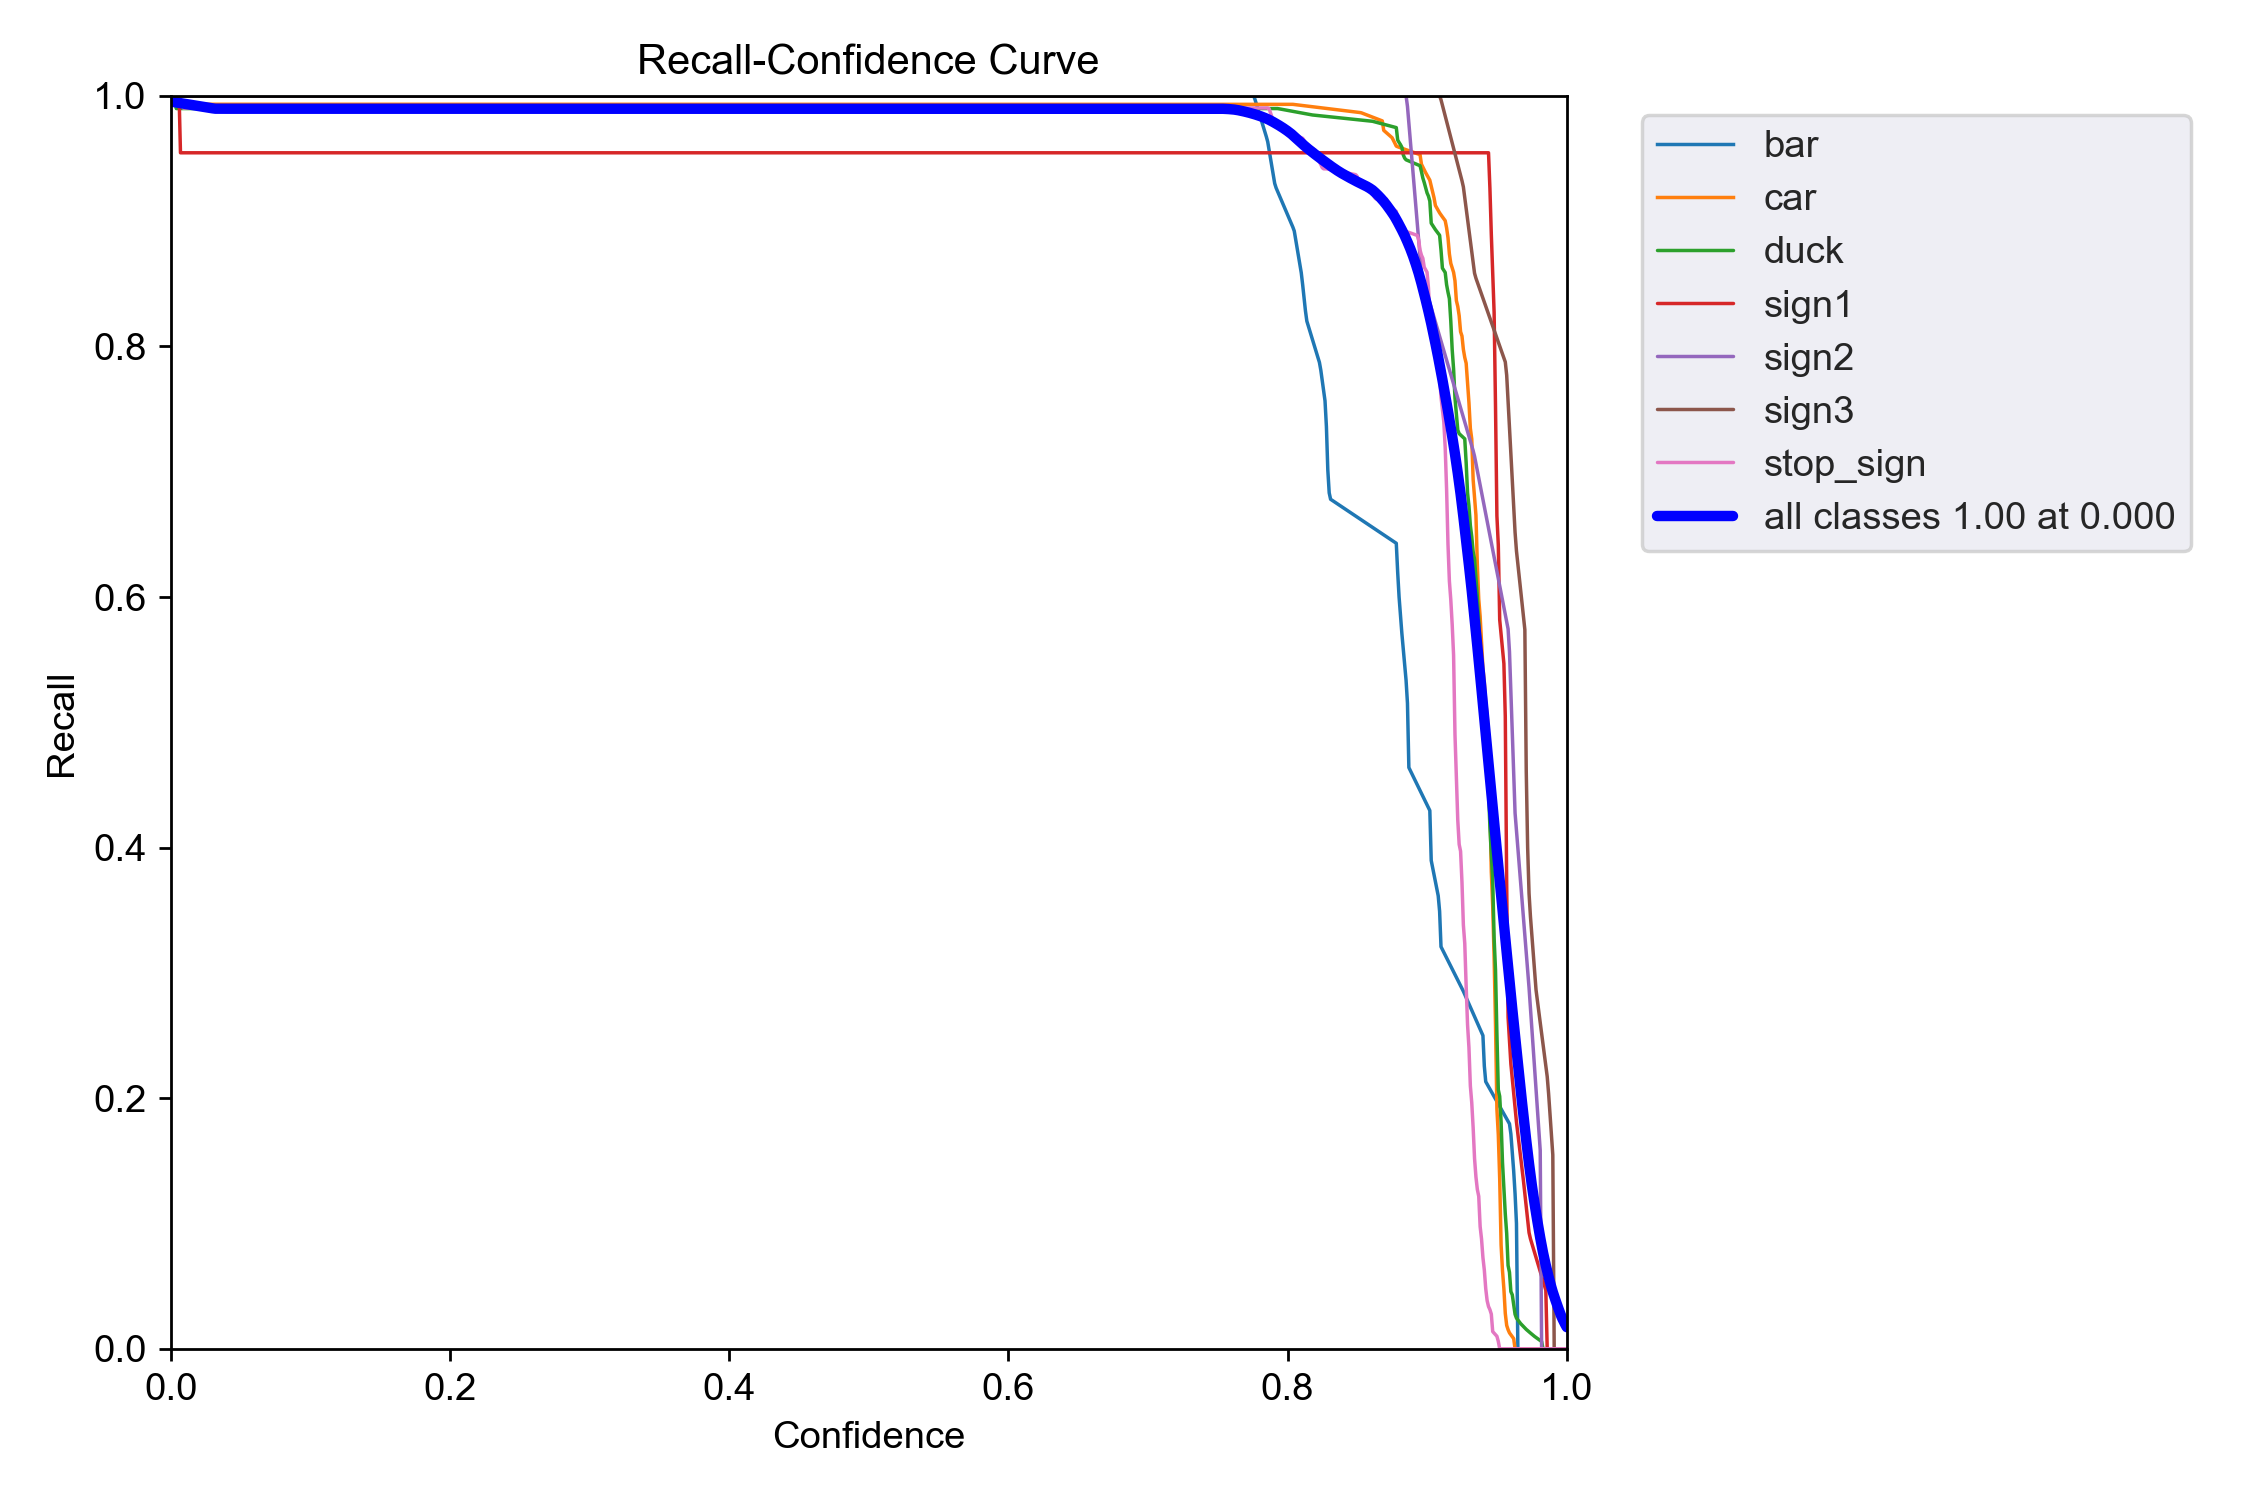 Recall-Confidence Curve
1.0
0.8
0.6
0.4
0.2
0.0
Recall
0.0 0.2 0.4 0.6 0.8 1.0
Confidence
bar
car
duck
sign1
sign2
sign3
stop_sign
all classes 1.00 at 0.000